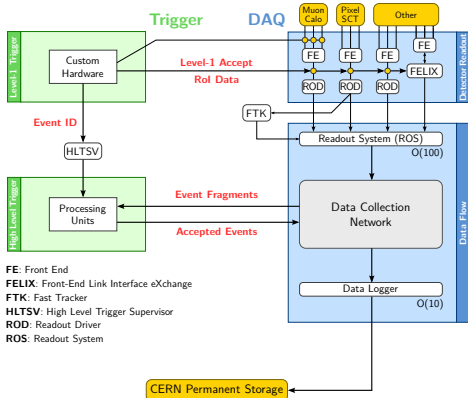 Trigger DAQ
Muon
Calo
Pixel
SCT
Other
Level-1 Trigger
Custom
Hardware
Level-1 Accept
RoI Data
FE FE FE FE
FELIX
ROD ROD ROD
Detector Readout
FTK
Event ID
HLTSV
Readout System (ROS)
O(100)
High Level Trigger
Processing
Units
Event Fragments
Accepted Events
Data Collection
Network
Data Flow
Data Logger
O(10)
FE: Front End
FELIX: Front-End Link Interface eXchange
FTK: Fast Tracker
HLTSV: High Level Trigger Supervisor
ROD: Readout Driver
ROS: Readout System
CERN Permanent Storage